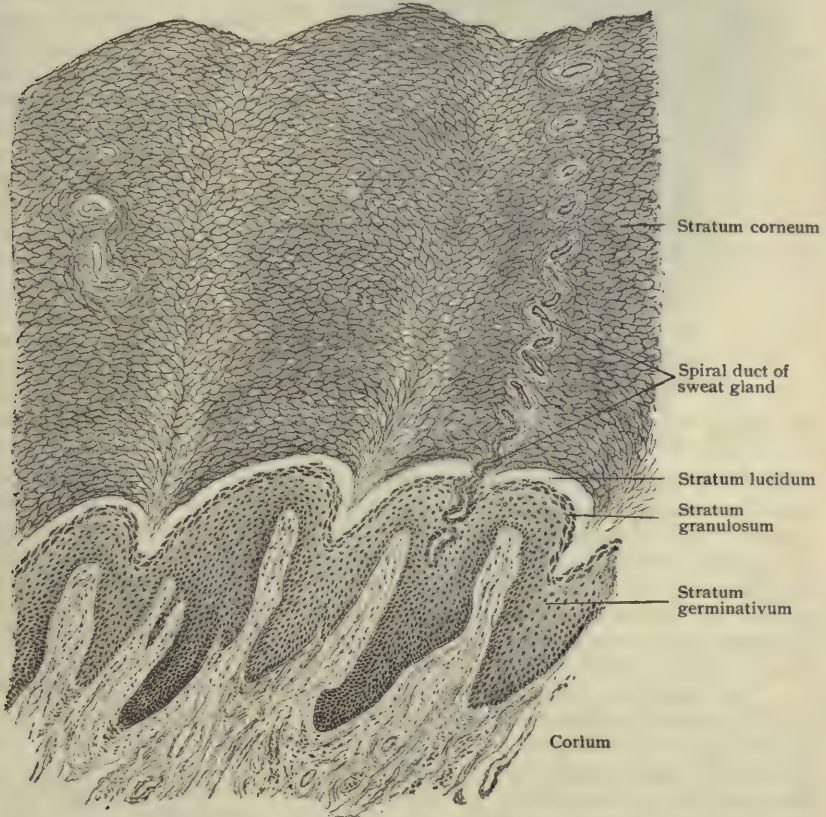 Stratum corneum
Spiral duct of
sweat gland
Stratum lucidum
Stratum
granulosum
Stratum
germinativum
Corium